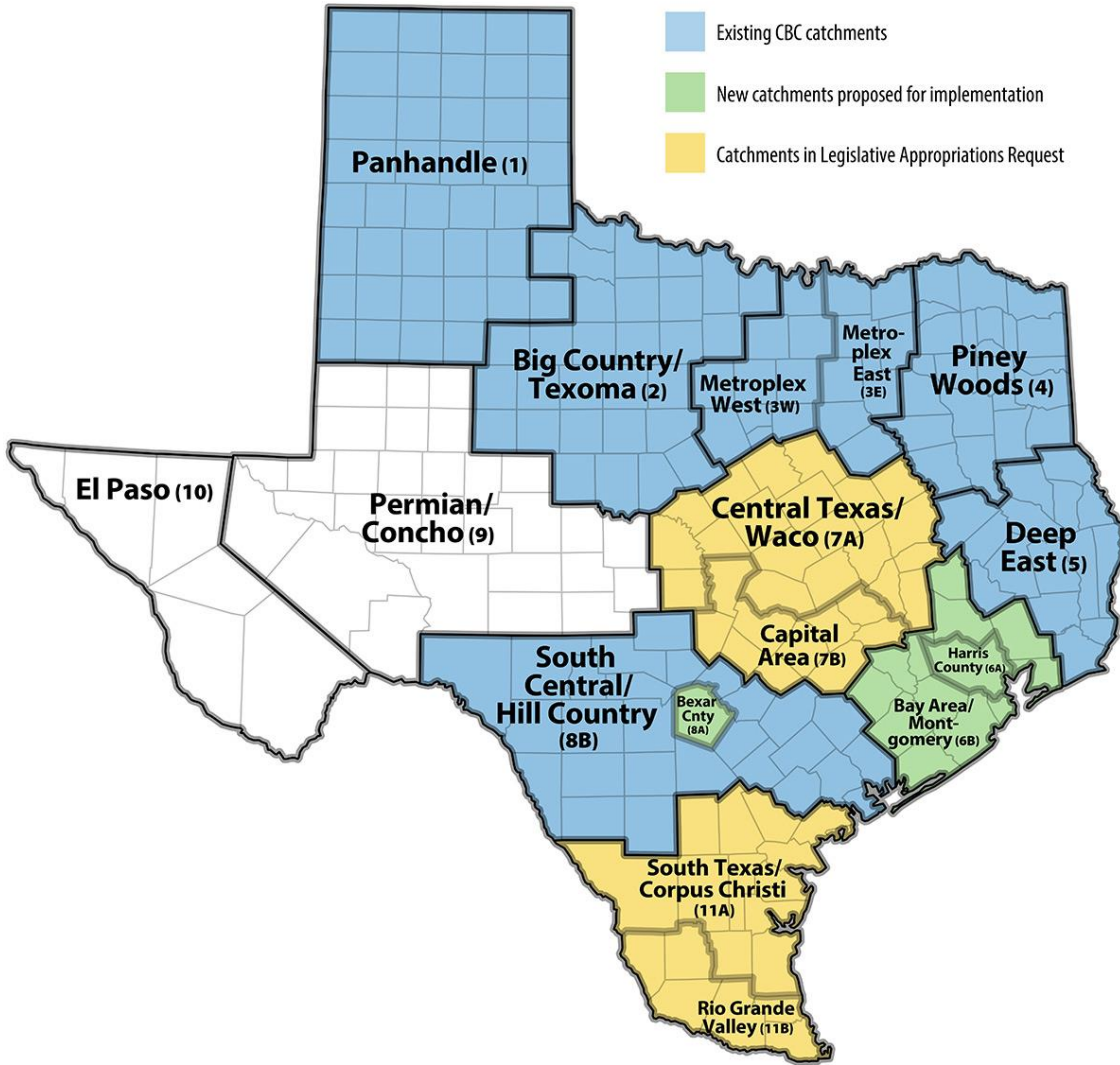 Existing CBC catchments
New catchments proposed for implementation
Catchments in Legislative Appropriations Request
Panhandle (1)
Big Country/
Texoma (2)
Metroplex
West (3W)
Metro-
plex
East
(3E)
Piney
Woods (4)
El Paso (10)
Permian/
Concho (9)
Central Texas/
Waco (7A)
Deep
East (5)
Capital
Area (7B)
Harris
County (6A)
Bay Area/
Mont-
gomery (6B)
South
Central/
Hill Country
(8B)
Bexar
Cnty
(8A)
South Texas/
Corpus Christi
(11A)
Rio Grande
Valley (11B)